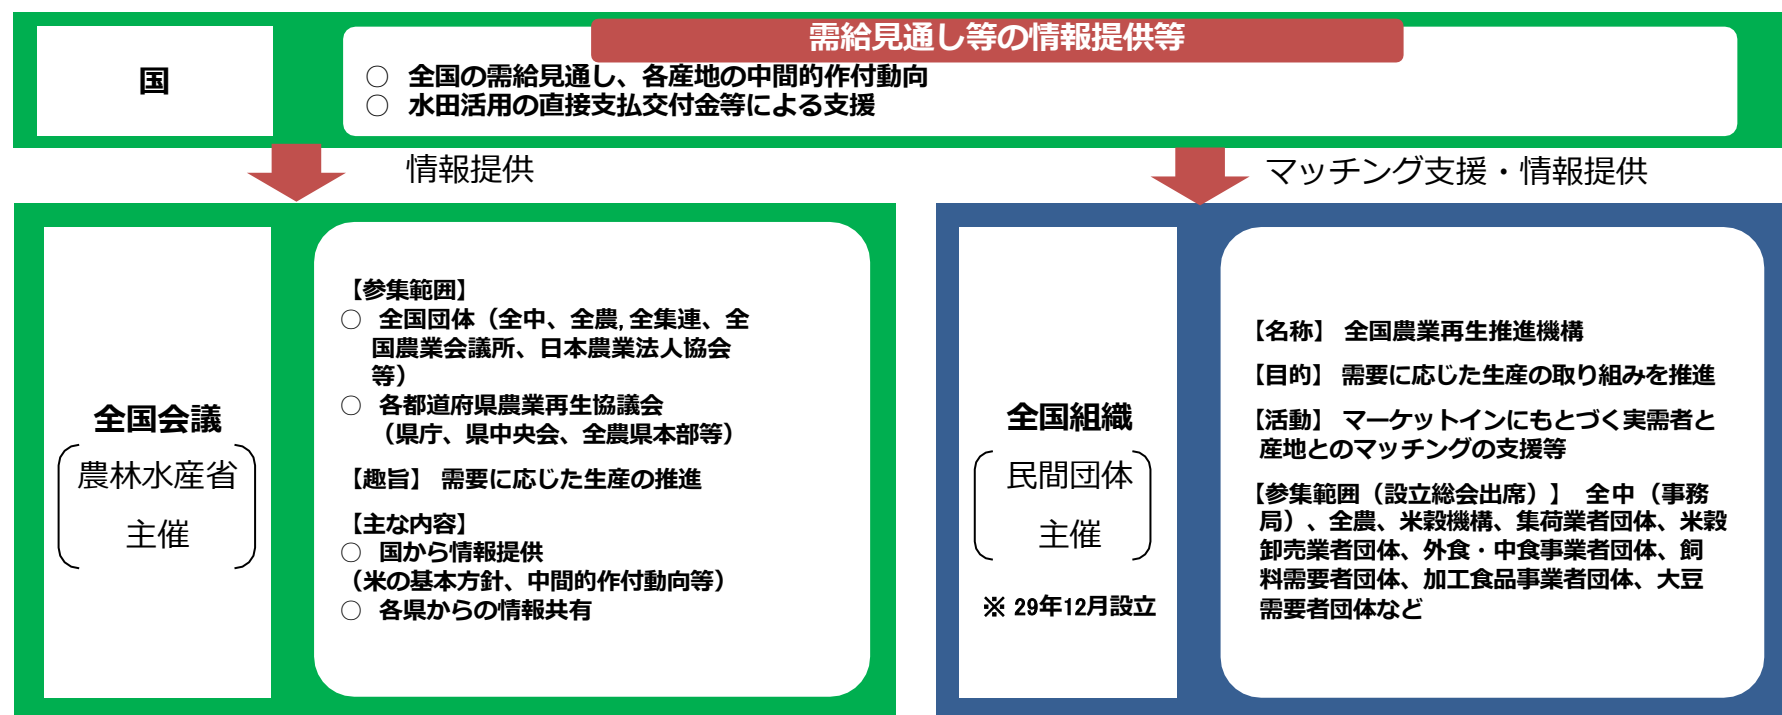 需給見通し等の情報提供等
国
○ 全国の需給見通し、各産地の中間的作付動向
○ 水田活用の直接支払交付金等による支援
情報提供
マッチング支援・情報提供
全国会議
農林水産省
主催
【参集範囲】
○ 全国団体（全中、全農,全集連、全
国農業会議所、日本農業法人協会
等）
○ 各都道府県農業再生協議会
（県庁、県中央会、全農県本部等）
【趣旨】 需要に応じた生産の推進
【主な内容】
○ 国から情報提供
（米の基本方針、中間的作付動向等）
○ 各県からの情報共有
全国組織
民間団体
主催
※ 29年12月設立
【名称】 全国農業再生推進機構
【目的】 需要に応じた生産の取り組みを推進
【活動】 マーケットインにもとづく実需者と
産地とのマッチングの支援等
【参集範囲（設立総会出席）】 全中（事務
局）、全農、米穀機構、集荷業者団体、米穀
卸売業者団体、外食・中食事業者団体、飼
料需要者団体、加工食品事業者団体、大豆
需要者団体など